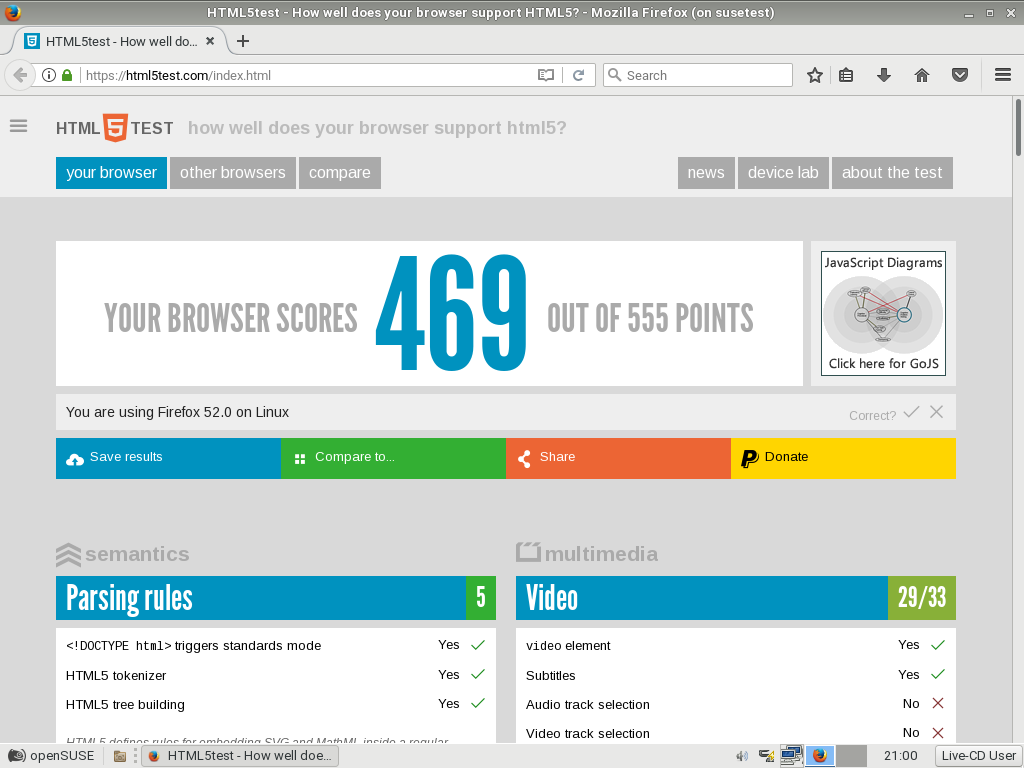 HTML5test - How well does your browser support HTML5? - Mozilla Firefox (on susetest)
HTML5test - How well do...
https://html5test.com/index.html
Search
HTML 5 TEST how well does your browser support html5?
your browser other browsers compare news device lab about the test
YOUR BROWSER SCORES 469 OUT OF 555 POINTS
JavaScript Diagrams
Click here for GoJS
You are using Firefox 52.0 on Linux Correct?
Save results Compare to... Share Donate
semantics
Parsing rules 5
<!DOCTYPE html> triggers standards mode Yes
HTML5 tokenizer Yes
HTML5 tree building Yes
HTML5 defines rules for embedding SVG and MathML inside a regular
multimedia
Video 29/33
video element Yes
Subtitles Yes
Audio track selection No
Video track selection No
openSUSE HTML5test - How well doe... 21:00 Live-CD User